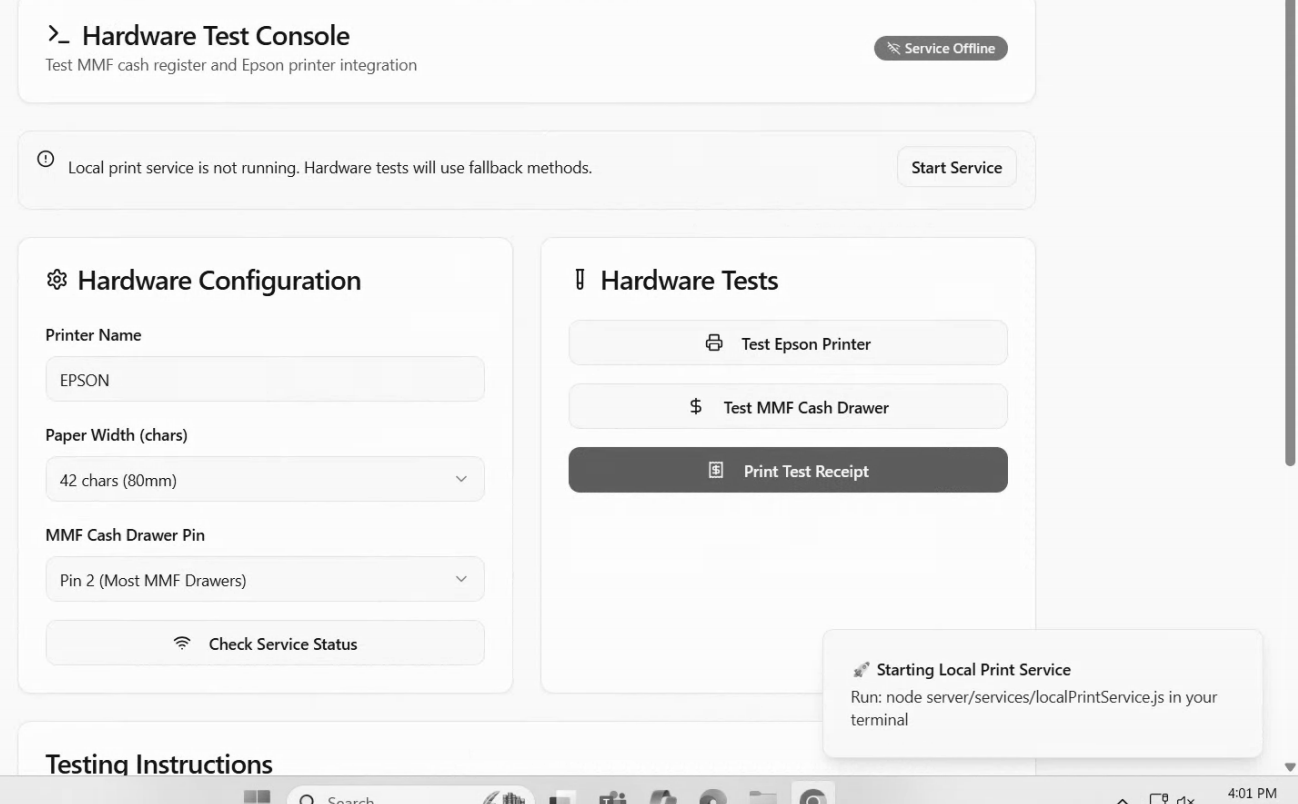 Hardware Test Console
Test MMF cash register and Epson printer integration
Service Offline
Local print service is not running. Hardware tests will use fallback methods.
Start Service
Hardware Configuration
Printer Name
EPSON
Paper Width (chars)
42 chars (80mm)
MMF Cash Drawer Pin
Pin 2 (Most MMF Drawers)
Check Service Status
Hardware Tests
Test Epson Printer
Test MMF Cash Drawer
Print Test Receipt
Starting Local Print Service
Run: node server/services/localPrintService.js in your
terminal
Testing Instructions
Search
4:01 PM